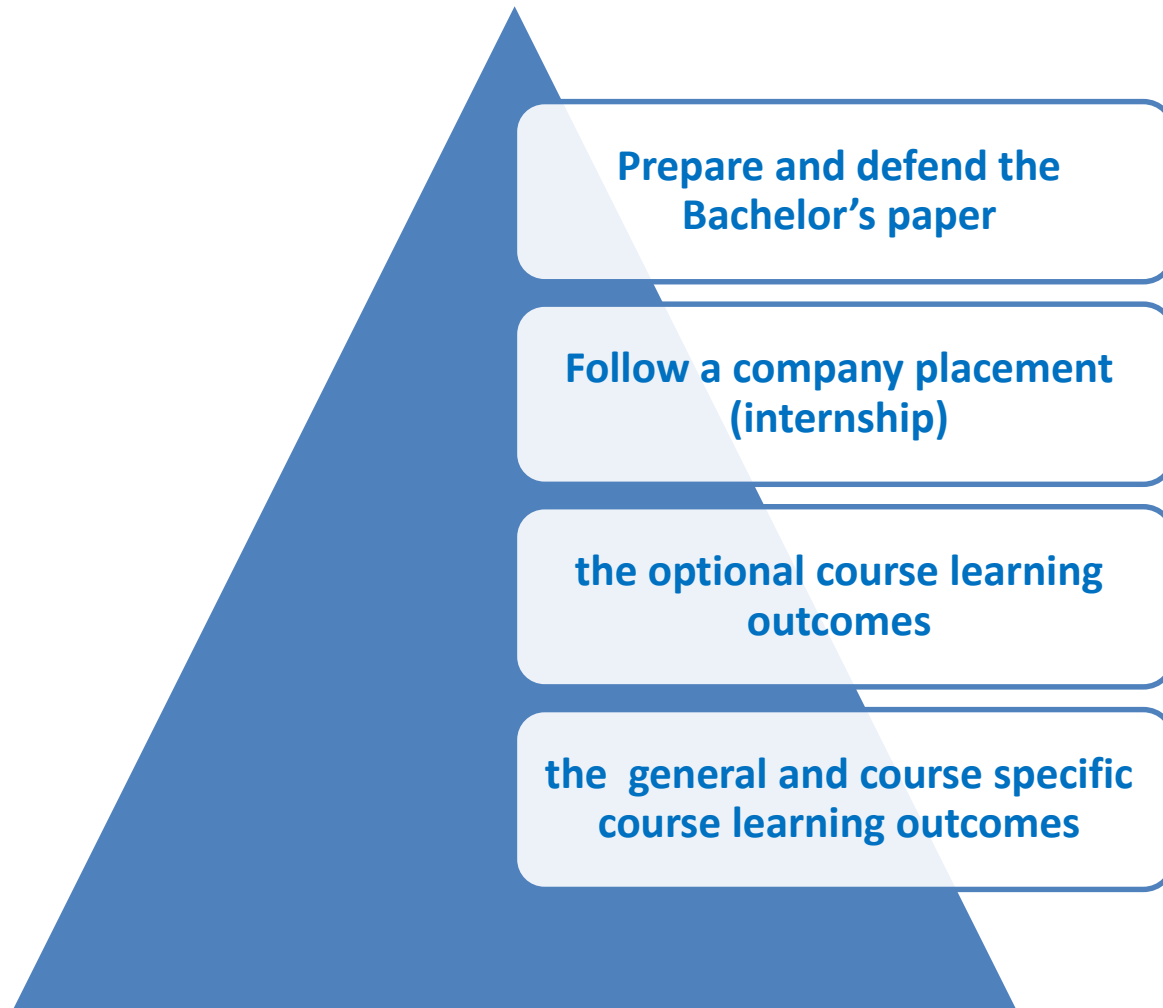 Prepare and defend the
Bachelor’s paper
Follow a company placement
(internship)
the optional course learning
outcomes
the  general and course specific
course learning outcomes